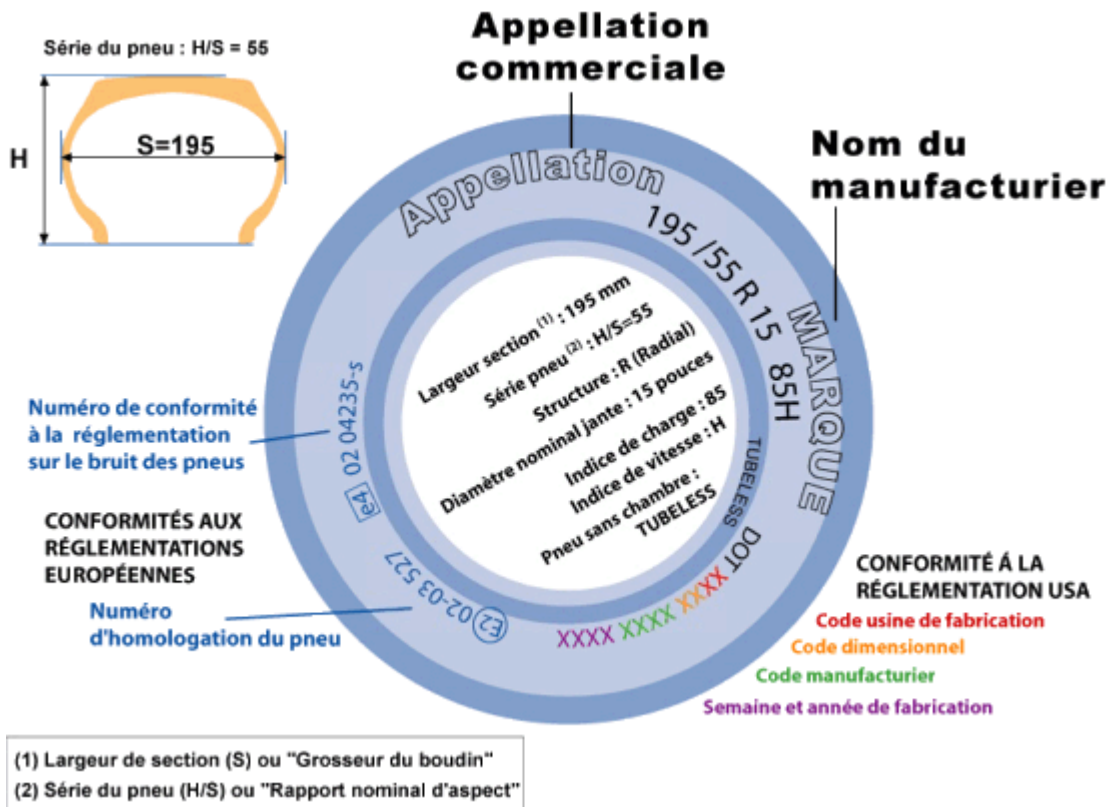 Série du pneu : H/S = 55
H
S=195
Appellation
commerciale
Nom du
manufacturier
Appellation
195 /55 R 15 85H
MARQUE
TUBELESS
DOT XX XX XXXX XXXX
E2 02-03 527
e4 02 04235-s
Largeur section (1) : 195 mm
Série pneu (2) : H/S=55
Structure : R (Radial)
Diamètre nominal jante : 15 pouces
Indice de charge : 85
Indice de vitesse : H
Pneu sans chambre :
TUBELESS
Numéro de conformité
à la réglementation
sur le bruit des pneus
CONFORMITÉS AUX
RÉGLEMENTATIONS
EUROPÉENNES
Numéro
d'homologation du pneu
CONFORMITÉ Á LA
RÉGLEMENTATION USA
Code usine de fabrication
Code dimensionnel
Code manufacturier
Semaine et année de fabrication
(1) Largeur de section (S) ou "Grosseur du boudin"
(2) Série du pneu (H/S) ou "Rapport nominal d'aspect"